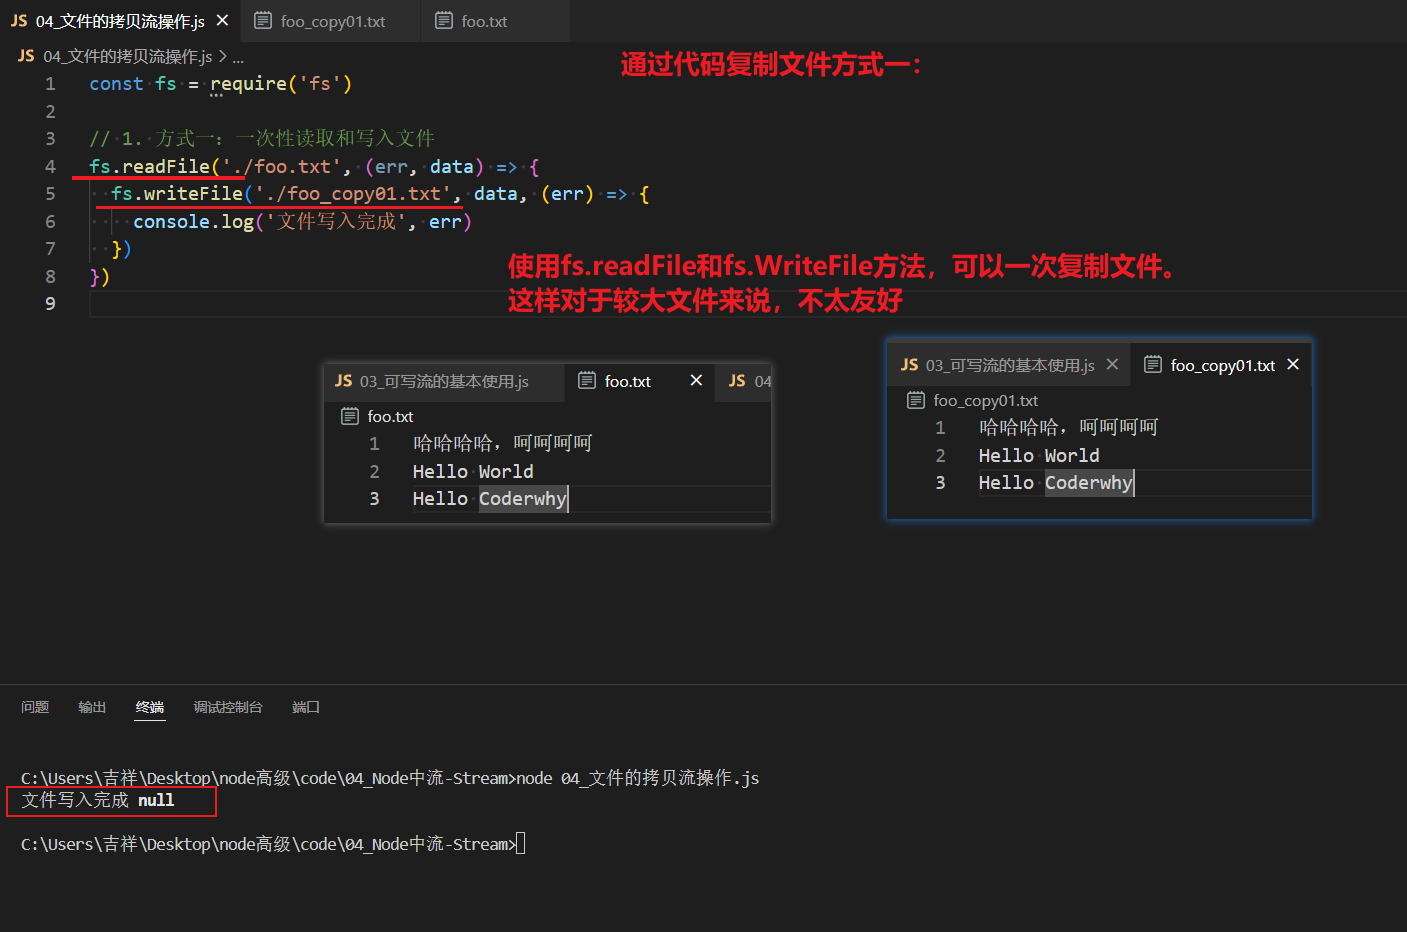 JS 04_文件的拷贝流操作.js × foo_copy01.txt foo.txt
JS 04_文件的拷贝流操作.js > ...
通过代码复制文件方式一：
1 const fs = require('fs')
2
3 // 1. 方式一：一次性读取和写入文件
4 fs.readFile('./foo.txt', (err, data) => {
5 fs.writeFile('./foo_copy01.txt', data, (err) => {
6 console.log('文件写入完成', err)
7 })
8 })
9
使用fs.readFile和fs.WriteFile方法，可以一次复制文件。
这样对于较大文件来说，不太友好
JS 03_可写流的基本使用.js foo.txt × JS 04
foo.txt
1 哈哈哈哈，呵呵呵呵
2 Hello World
3 Hello Coderwhy
JS 03_可写流的基本使用.js × foo_copy01.txt ×
foo_copy01.txt
1 哈哈哈哈，呵呵呵呵
2 Hello World
3 Hello Coderwhy
问题 输出 终端 调试控制台 端口
C:\Users\吉祥\Desktop\node高级\code\04_Node中流-Stream>node 04_文件的拷贝流操作.js
文件写入完成 null
C:\Users\吉祥\Desktop\node高级\code\04_Node中流-Stream>